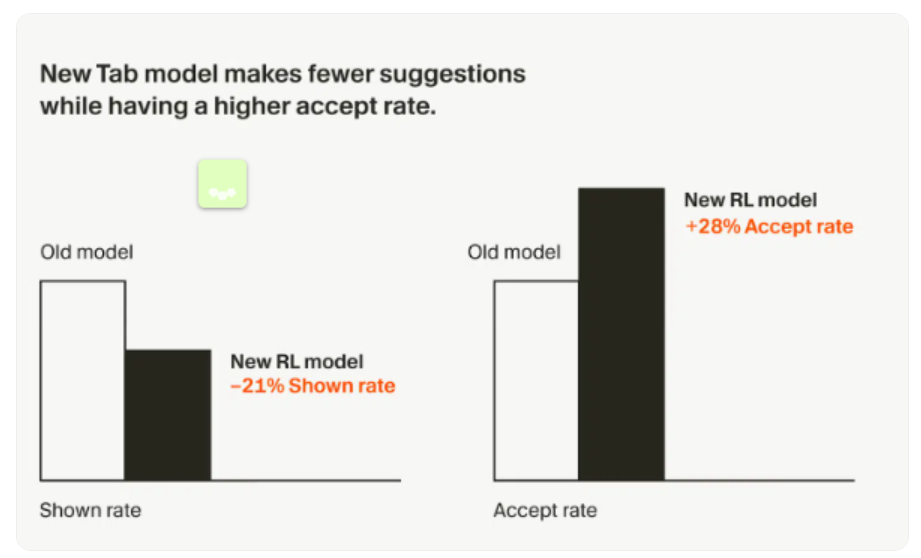 New Tab model makes fewer suggestions
while having a higher accept rate.
Old model
New RL model
−21% Shown rate
Shown rate
Old model
New RL model
+28% Accept rate
Accept rate